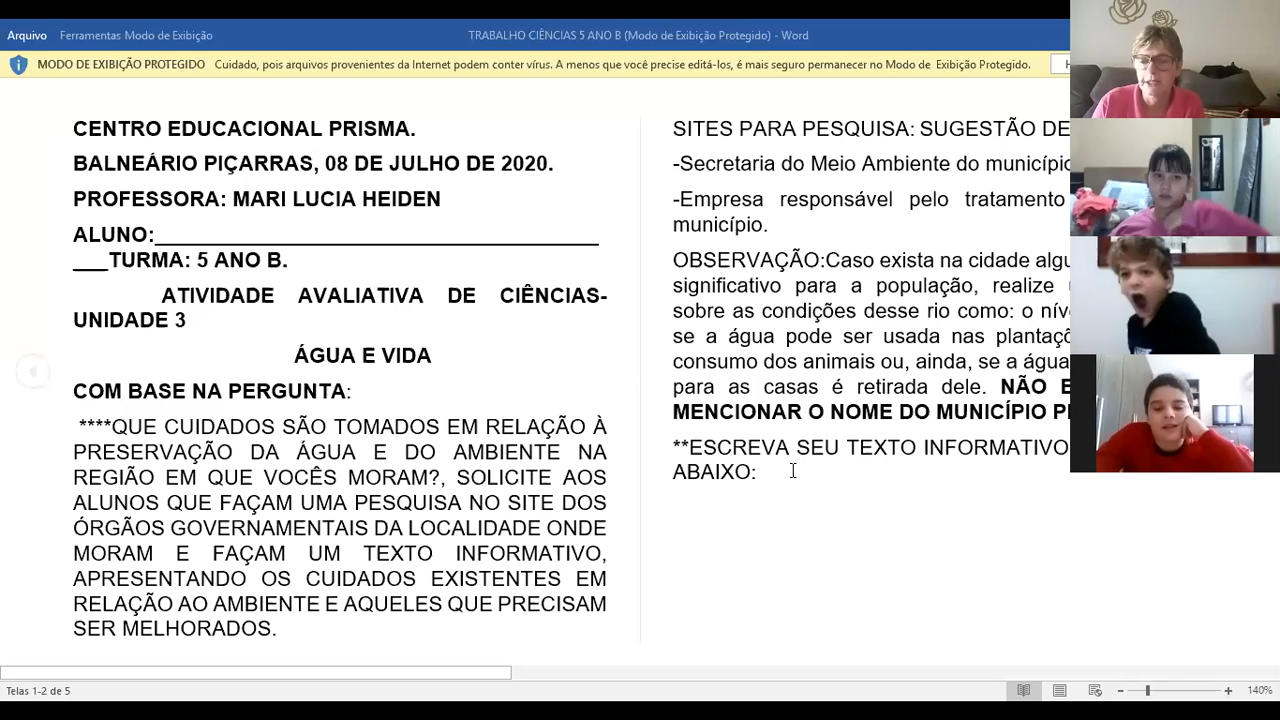 Arquivo Ferramentas Modo de Exibição TRABALHO CIÊNCIAS 5 ANO B (Modo de Exibição Protegido) - Word
MODO DE EXIBIÇÃO PROTEGIDO Cuidado, pois arquivos provenientes da Internet podem conter vírus. A menos que você precise editá-los, é mais seguro permanecer no Modo de Exibição Protegido.
CENTRO EDUCACIONAL PRISMA.
BALNEÁRIO PIÇARRAS, 08 DE JULHO DE 2020.
PROFESSORA: MARI LUCIA HEIDEN
ALUNO:____________________________________
___TURMA: 5 ANO B.
ATIVIDADE AVALIATIVA DE CIÊNCIAS-
UNIDADE 3
ÁGUA E VIDA
COM BASE NA PERGUNTA:
****QUE CUIDADOS SÃO TOMADOS EM RELAÇÃO À
PRESERVAÇÃO DA ÁGUA E DO AMBIENTE NA
REGIÃO EM QUE VOCÊS MORAM?, SOLICITE AOS
ALUNOS QUE FAÇAM UMA PESQUISA NO SITE DOS
ÓRGÃOS GOVERNAMENTAIS DA LOCALIDADE ONDE
MORAM E FAÇAM UM TEXTO INFORMATIVO,
APRESENTANDO OS CUIDADOS EXISTENTES EM
RELAÇÃO AO AMBIENTE E AQUELES QUE PRECISAM
SER MELHORADOS.
SITES PARA PESQUISA: SUGESTÃO DE
-Secretaria do Meio Ambiente do município
-Empresa responsável pelo tratamento
município.
OBSERVAÇÃO:Caso exista na cidade algu
significativo para a população, realize
sobre as condições desse rio como: o nív
se a água pode ser usada nas plantaçõ
consumo dos animais ou, ainda, se a água
para as casas é retirada dele. NÃO E
MENCIONAR O NOME DO MUNICÍPIO P
**ESCREVA SEU TEXTO INFORMATIVO
ABAIXO:
Telas 1-2 de 5
140%